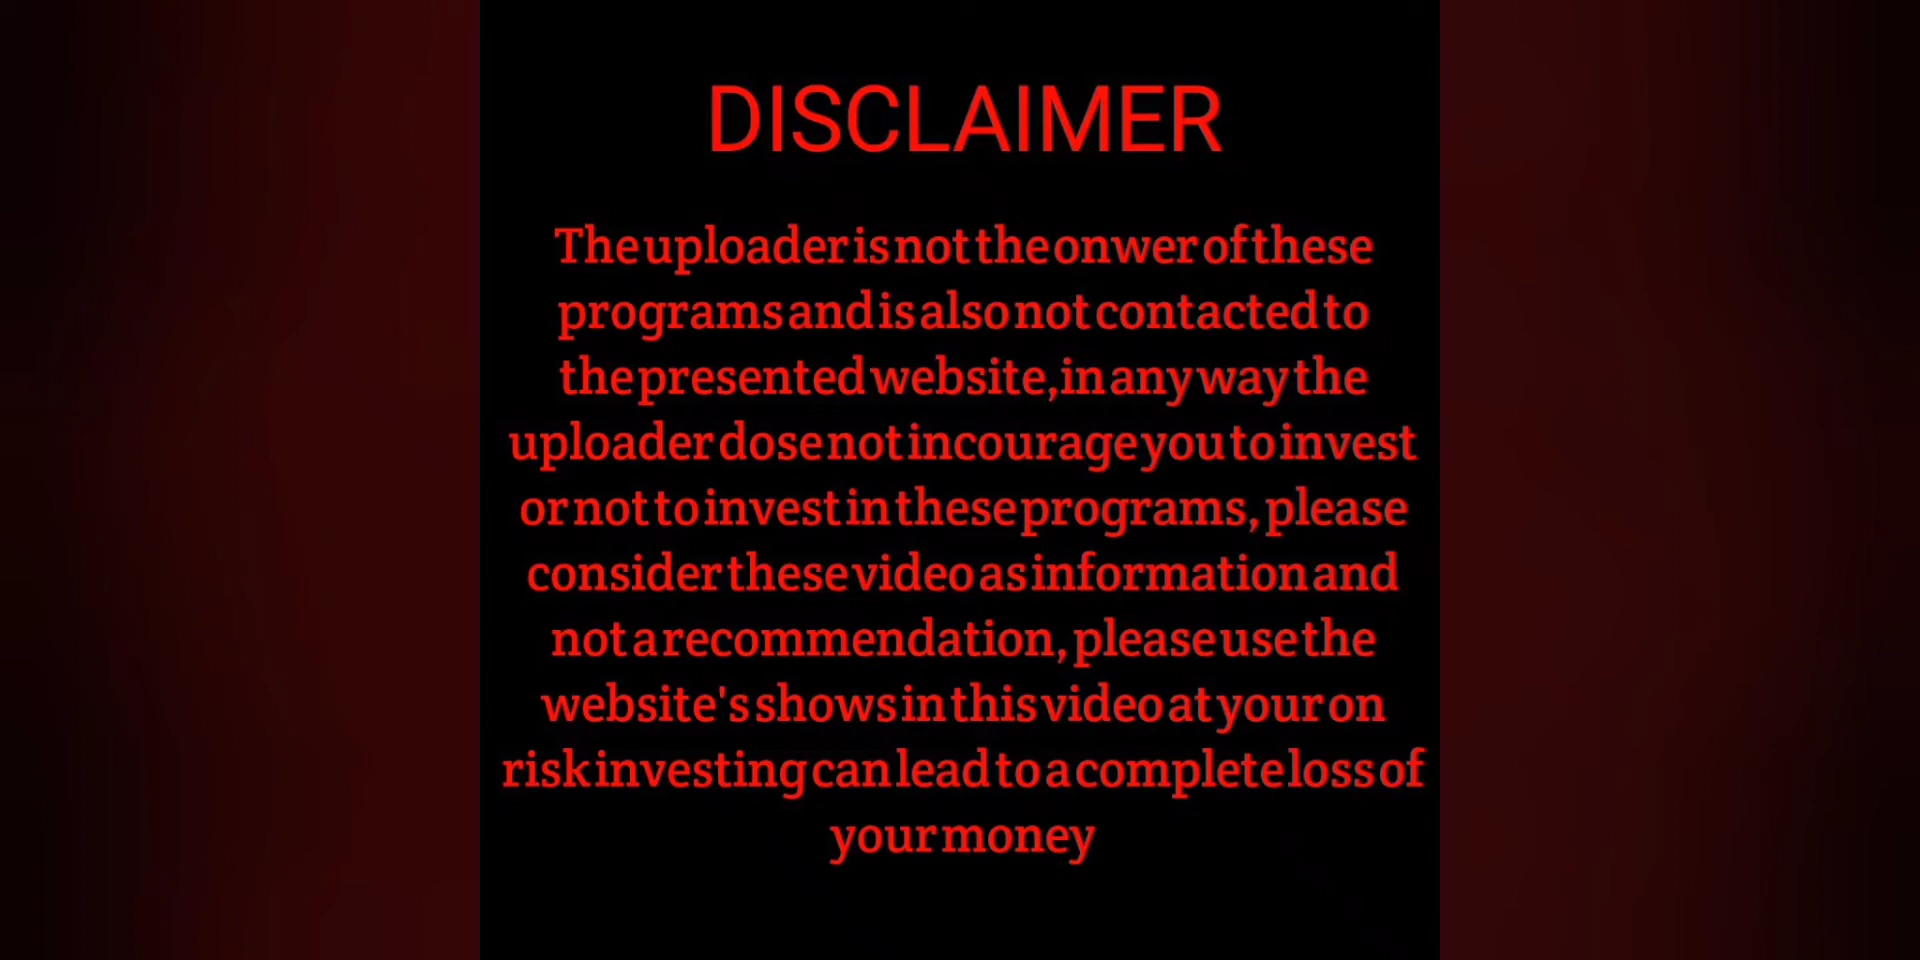 DISCLAIMER
The uploader is not the onwer of these
programs and is also not contacted to
the presented website, in any way the
uploader dose not incourage you to invest
or not to invest in these programs, please
consider these video as information and
not a recommendation, please use the
website's shows in this video at your on
risk investing can lead to a complete loss of
your money